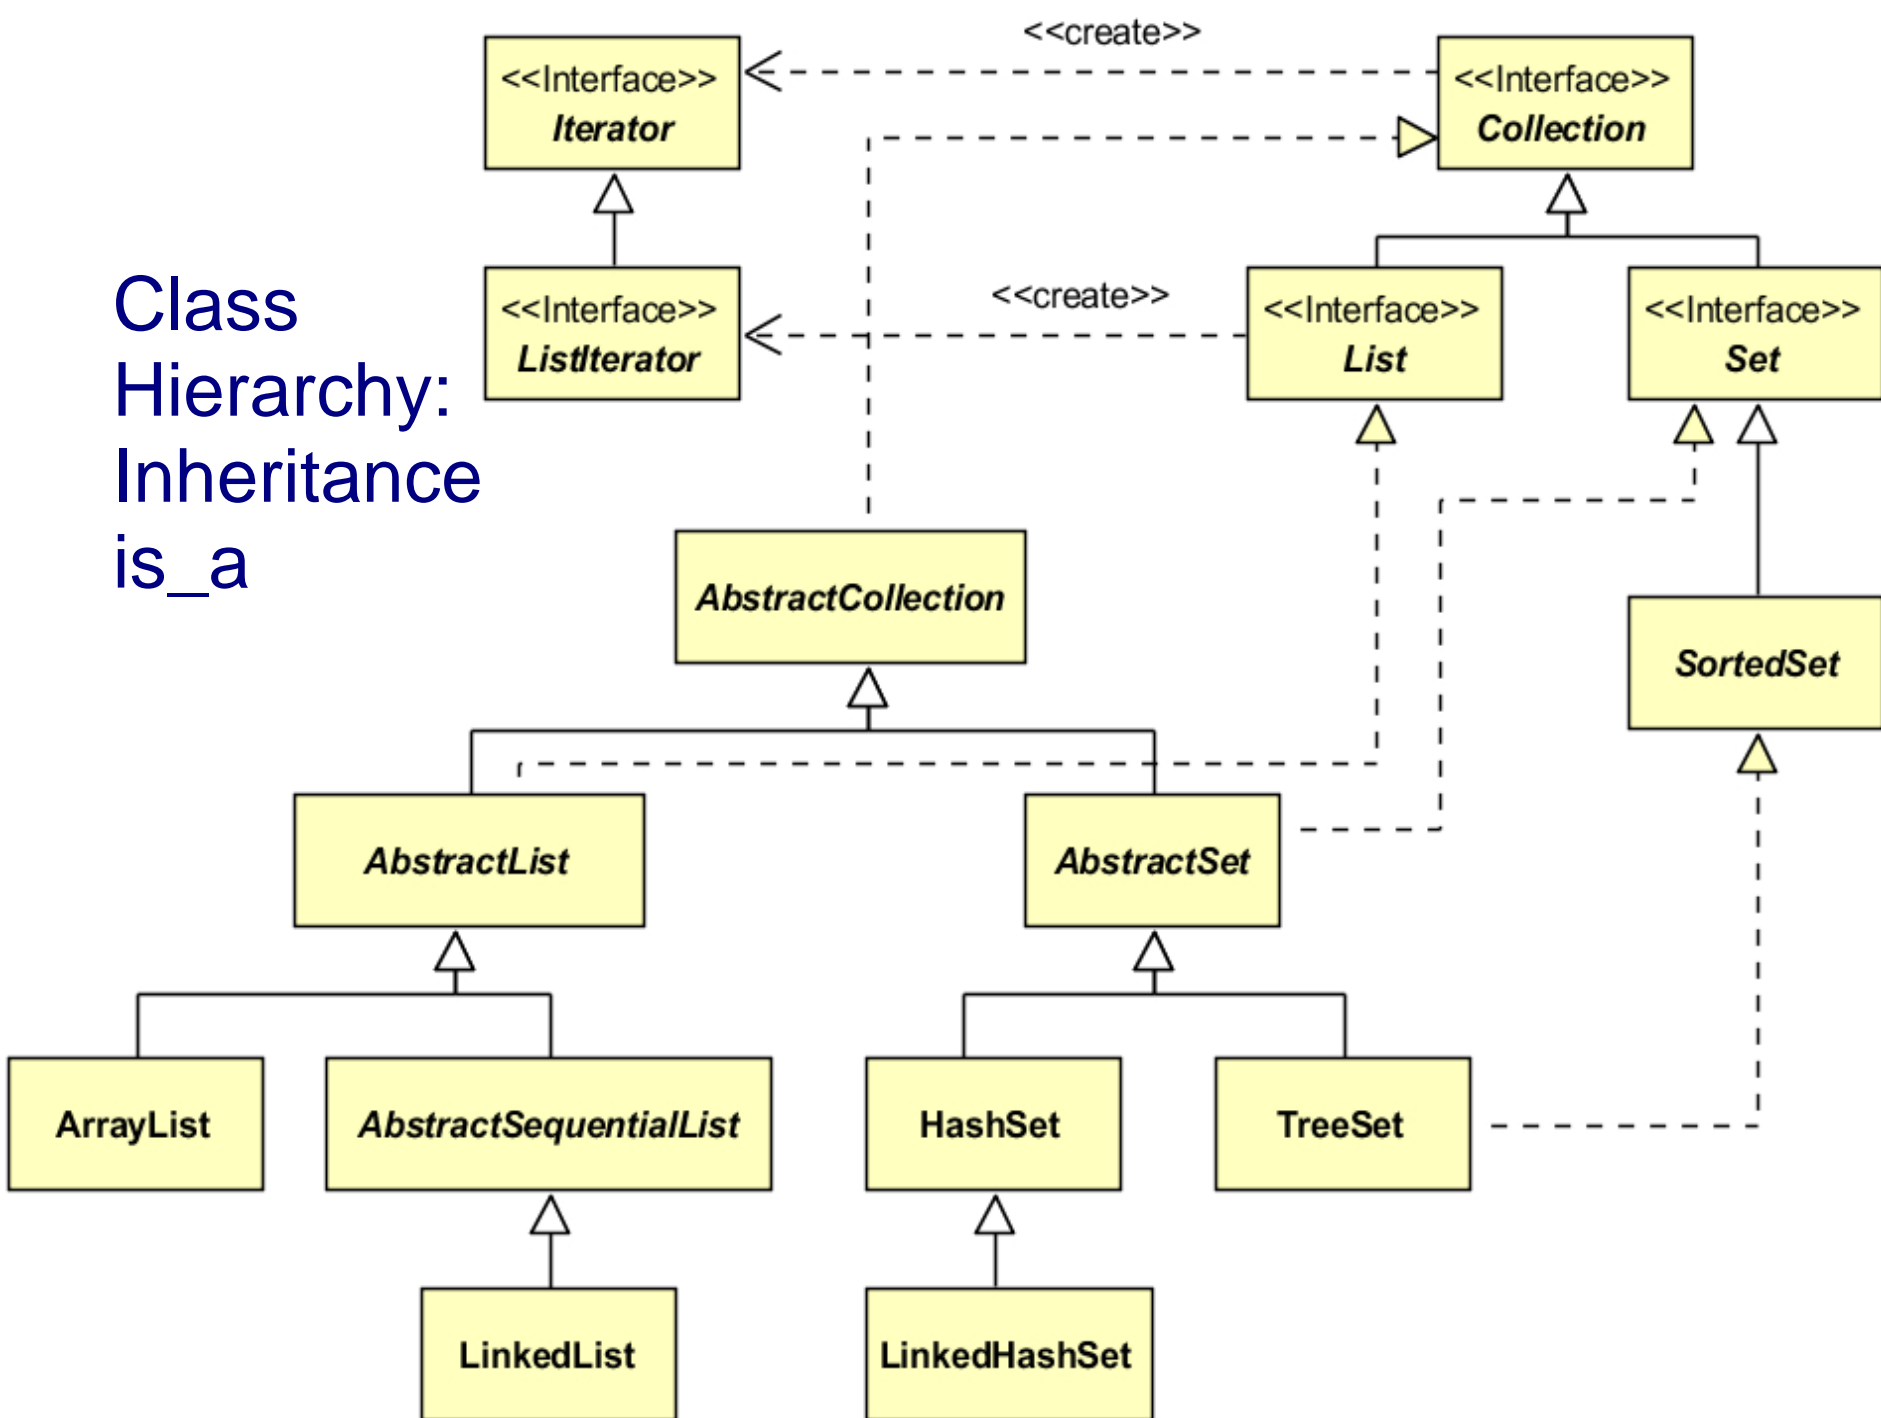 <<create>>
<<Interface>>
Iterator
<<Interface>>
Collection
Class
Hierarchy:
Inheritance
is_a
<<Interface>>
ListIterator
<<create>>
<<Interface>>
List
<<Interface>>
Set
AbstractCollection
SortedSet
AbstractList
AbstractSet
ArrayList
AbstractSequentialList
HashSet
TreeSet
LinkedList
LinkedHashSet